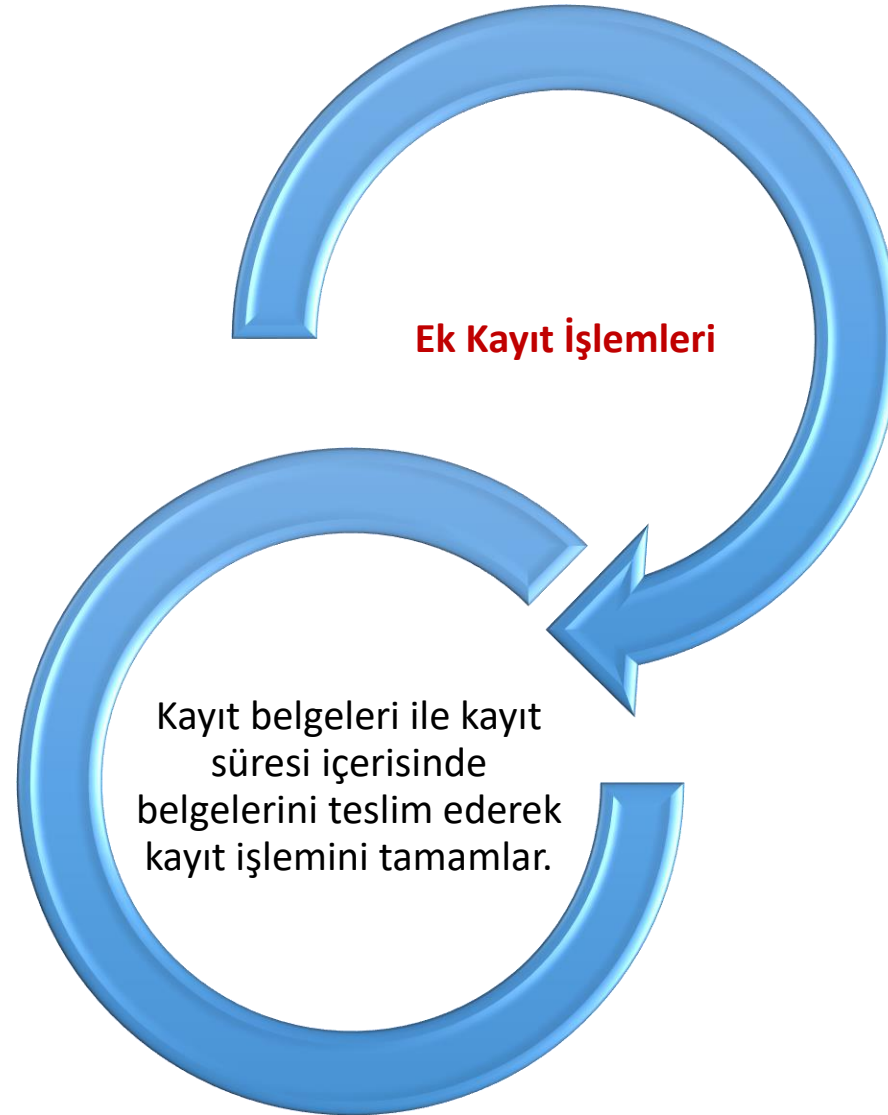 Ek Kayıt İşlemleri
Kayıt belgeleri ile kayıt
süresi içerisinde
belgelerini teslim ederek
kayıt işlemini tamamlar.